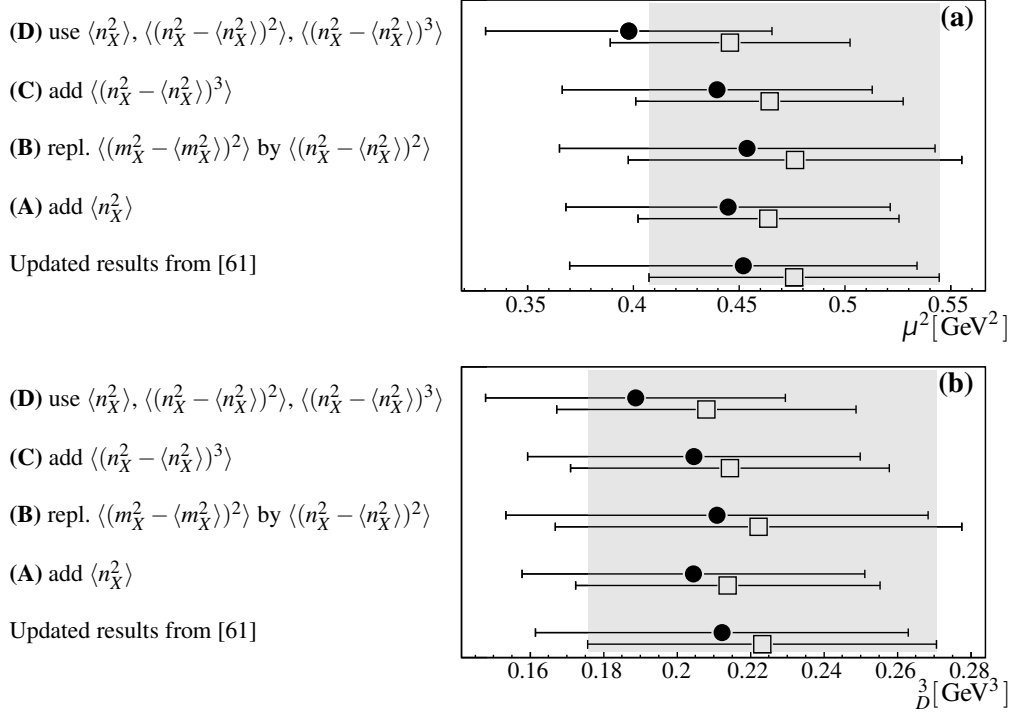 (a)
(D) use ⟨n_X^2⟩, ⟨(n_X^2 − ⟨n_X^2⟩)^2⟩, ⟨(n_X^2 − ⟨n_X^2⟩)^3⟩
(C) add ⟨(n_X^2 − ⟨n_X^2⟩)^3⟩
(B) repl. ⟨(m_X^2 − ⟨m_X^2⟩)^2⟩ by ⟨(n_X^2 − ⟨n_X^2⟩)^2⟩
(A) add ⟨n_X^2⟩
Updated results from [61]
0.35 0.4 0.45 0.5 0.55
μ^2[GeV^2]
(b)
(D) use ⟨n_X^2⟩, ⟨(n_X^2 − ⟨n_X^2⟩)^2⟩, ⟨(n_X^2 − ⟨n_X^2⟩)^3⟩
(C) add ⟨(n_X^2 − ⟨n_X^2⟩)^3⟩
(B) repl. ⟨(m_X^2 − ⟨m_X^2⟩)^2⟩ by ⟨(n_X^2 − ⟨n_X^2⟩)^2⟩
(A) add ⟨n_X^2⟩
Updated results from [61]
0.16 0.18 0.2 0.22 0.24 0.26 0.28
_D^3[GeV^3]